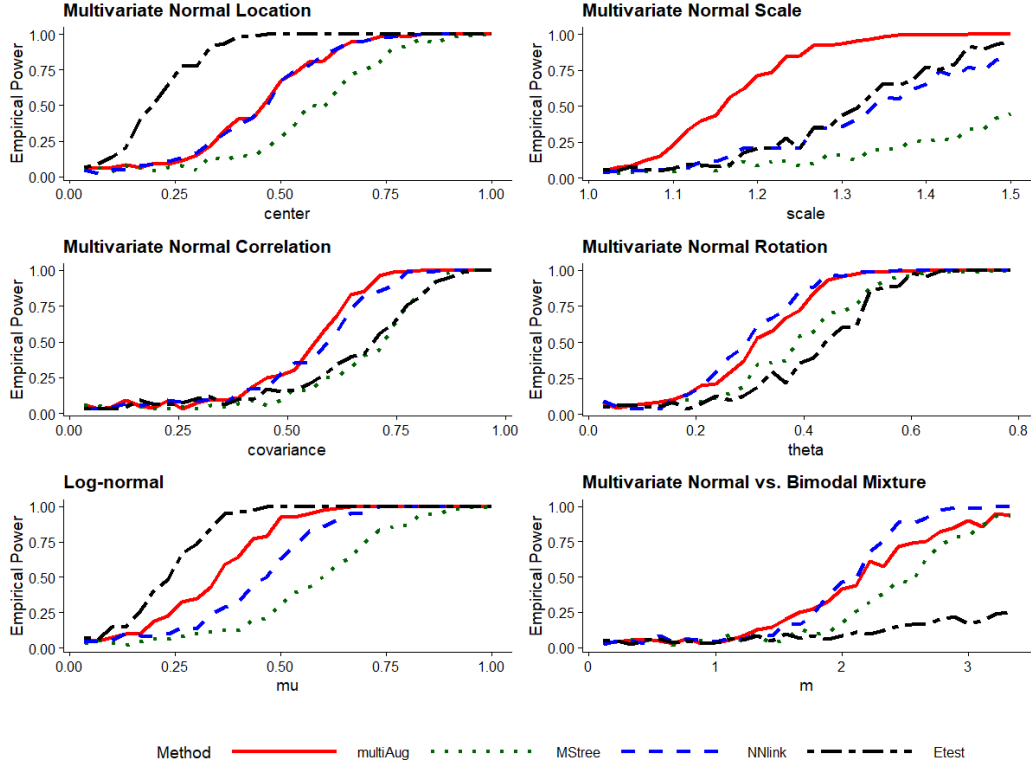 Multivariate Normal Location
Empirical Power
1.00
0.75
0.50
0.25
0.00
0.00 0.25 0.50 0.75 1.00
center
Multivariate Normal Scale
Empirical Power
1.00
0.75
0.50
0.25
0.00
1.0 1.1 1.2 1.3 1.4 1.5
scale
Multivariate Normal Correlation
Empirical Power
1.00
0.75
0.50
0.25
0.00
0.00 0.25 0.50 0.75 1.00
covariance
Multivariate Normal Rotation
Empirical Power
1.00
0.75
0.50
0.25
0.00
0.0 0.2 0.4 0.6 0.8
theta
Log-normal
Empirical Power
1.00
0.75
0.50
0.25
0.00
0.00 0.25 0.50 0.75 1.00
mu
Multivariate Normal vs. Bimodal Mixture
Empirical Power
1.00
0.75
0.50
0.25
0.00
0 1 2 3
m
Method multiAug MStree NNlink Etest